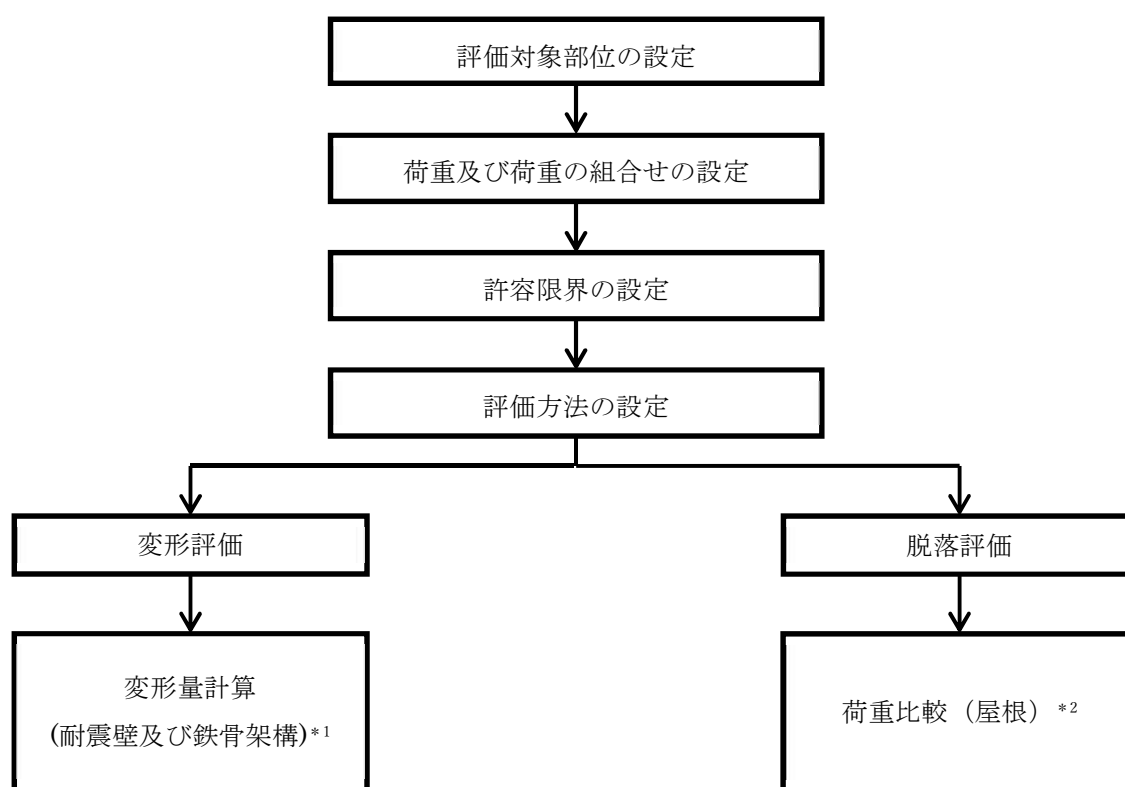 評価対象部位の設定
荷重及び荷重の組合せの設定
許容限界の設定
評価方法の設定
変形評価
脱落評価
変形量計算
(耐震壁及び鉄骨架構)*1
荷重比較（屋根）*2